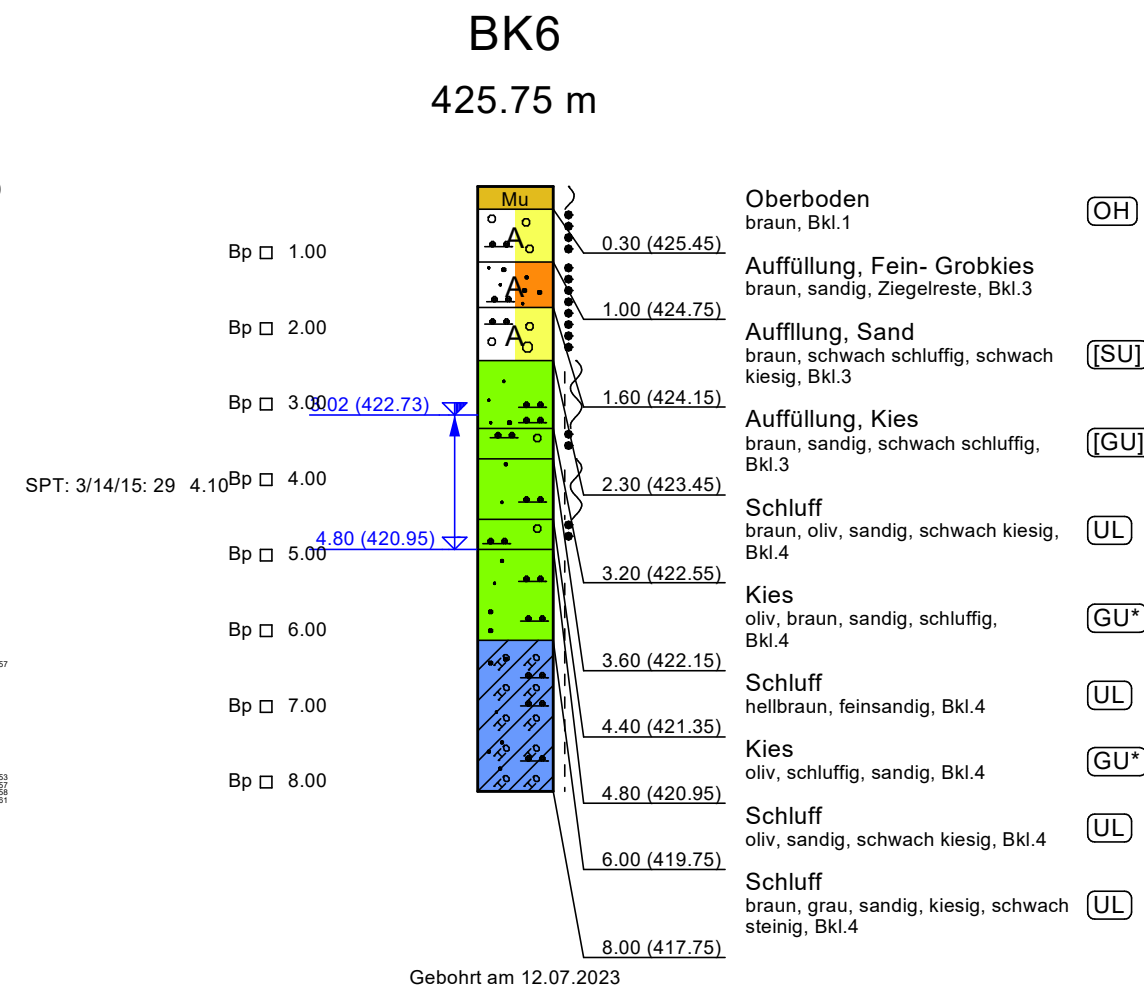 BK6
425.75 m
)
Mu
A
A
A
Bp 1.00
Bp 2.00
Bp 3.00
3.02 (422.73)
SPT: 3/14/15: 29 4.10
Bp 4.00
4.80 (420.95)
Bp 5.00
Bp 6.00
Bp 7.00
Bp 8.00
57
53
57
58
61
0.30 (425.45)
Oberboden
braun, Bkl.1
OH
1.00 (424.75)
Auffüllung, Fein- Grobkies
braun, sandig, Ziegelreste, Bkl.3
1.60 (424.15)
Auffllung, Sand
braun, schwach schluffig, schwach
kiesig, Bkl.3
[SU]
2.30 (423.45)
Auffüllung, Kies
braun, sandig, schwach schluffig,
Bkl.3
[GU]
3.20 (422.55)
Schluff
braun, oliv, sandig, schwach kiesig,
Bkl.4
UL
3.60 (422.15)
Kies
oliv, braun, sandig, schluffig,
Bkl.4
GU*
4.40 (421.35)
Schluff
hellbraun, feinsandig, Bkl.4
UL
4.80 (420.95)
Kies
oliv, schluffig, sandig, Bkl.4
GU*
6.00 (419.75)
Schluff
oliv, sandig, schwach kiesig, Bkl.4
UL
8.00 (417.75)
Schluff
braun, grau, sandig, kiesig, schwach
steinig, Bkl.4
UL
Gebohrt am 12.07.2023